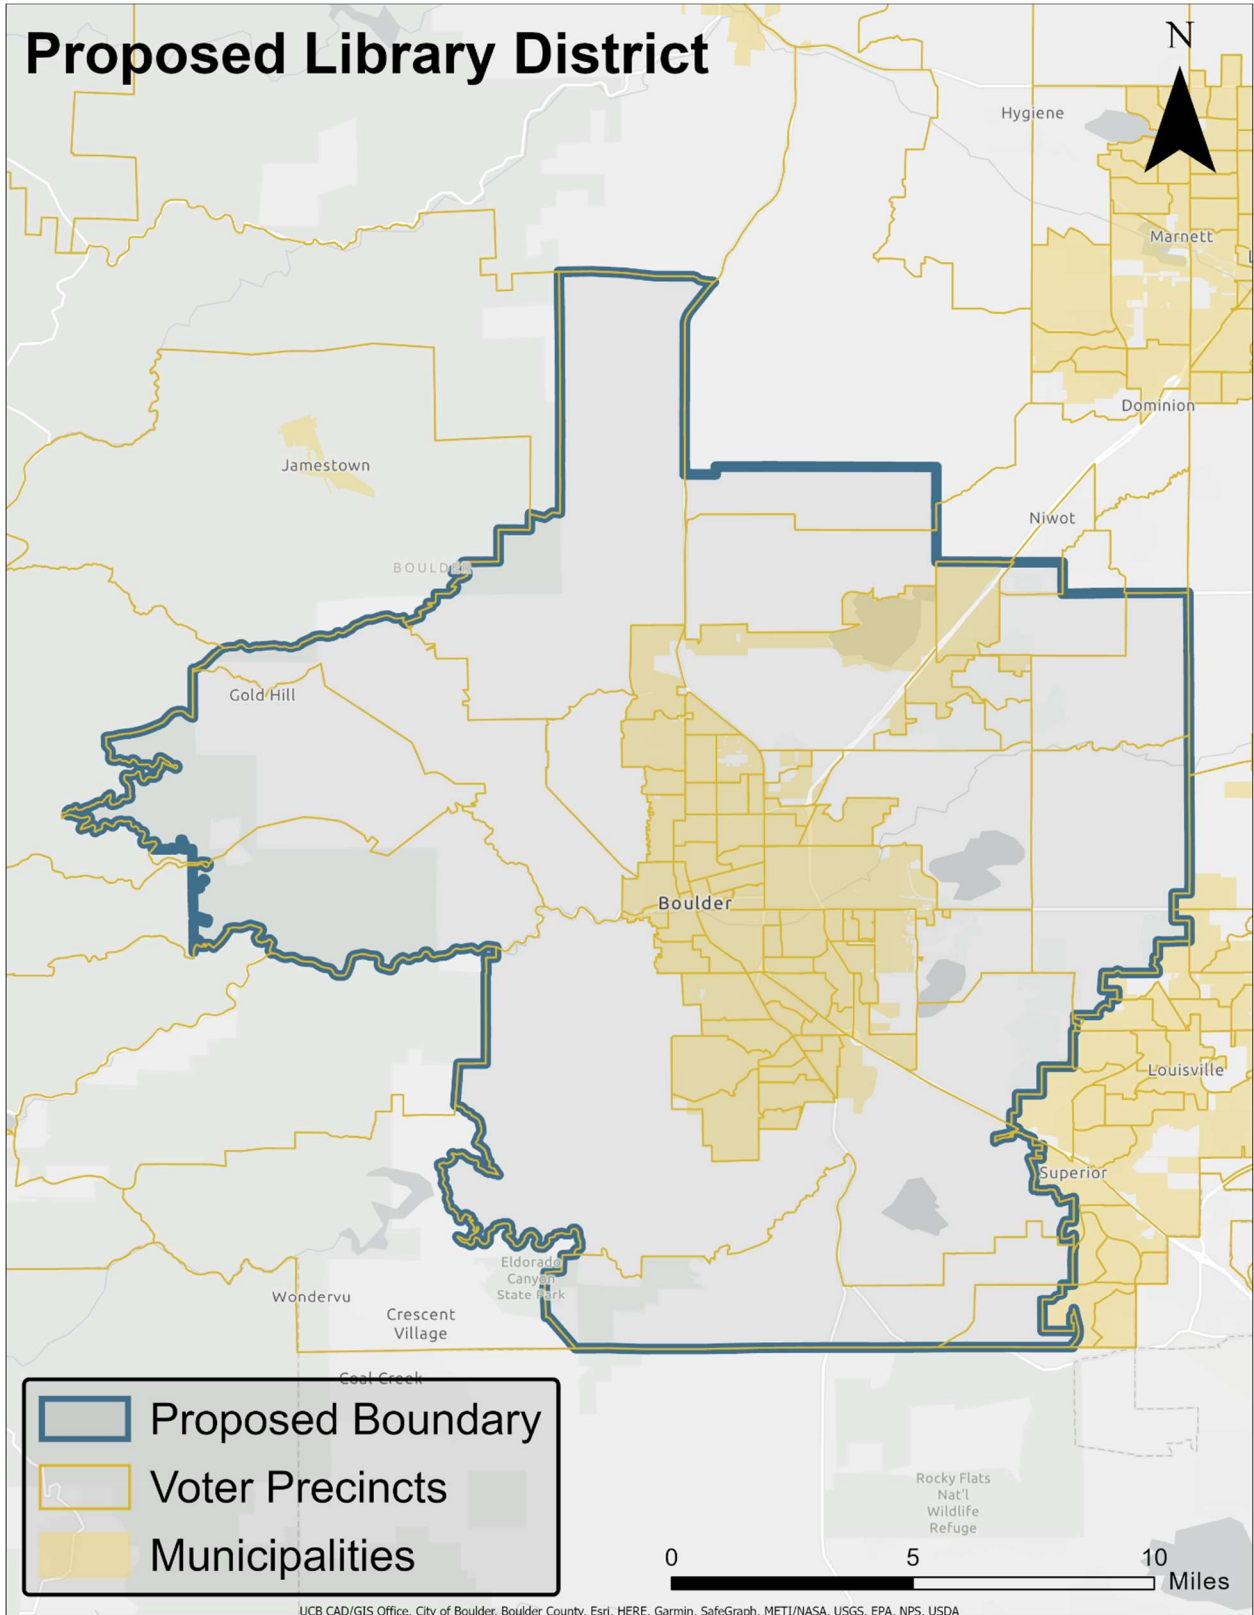 Proposed Library District
N
Hygiene
Marnett
L
Dominion
Jamestown
Niwot
BOULDER
Gold Hill
Boulder
Louisville
Superior
Eldorado
Canyon
State Park
Wondervu
Crescent
Village
Coal Creek
Proposed Boundary
Voter Precincts
Municipalities
Rocky Flats
Nat'l
Wildlife
Refuge
0 5 10
Miles
UCB CAD/GIS Office, City of Boulder, Boulder County, Esri, HERE, Garmin, SafeGraph, METI/NASA, USGS, EPA, NPS, USDA